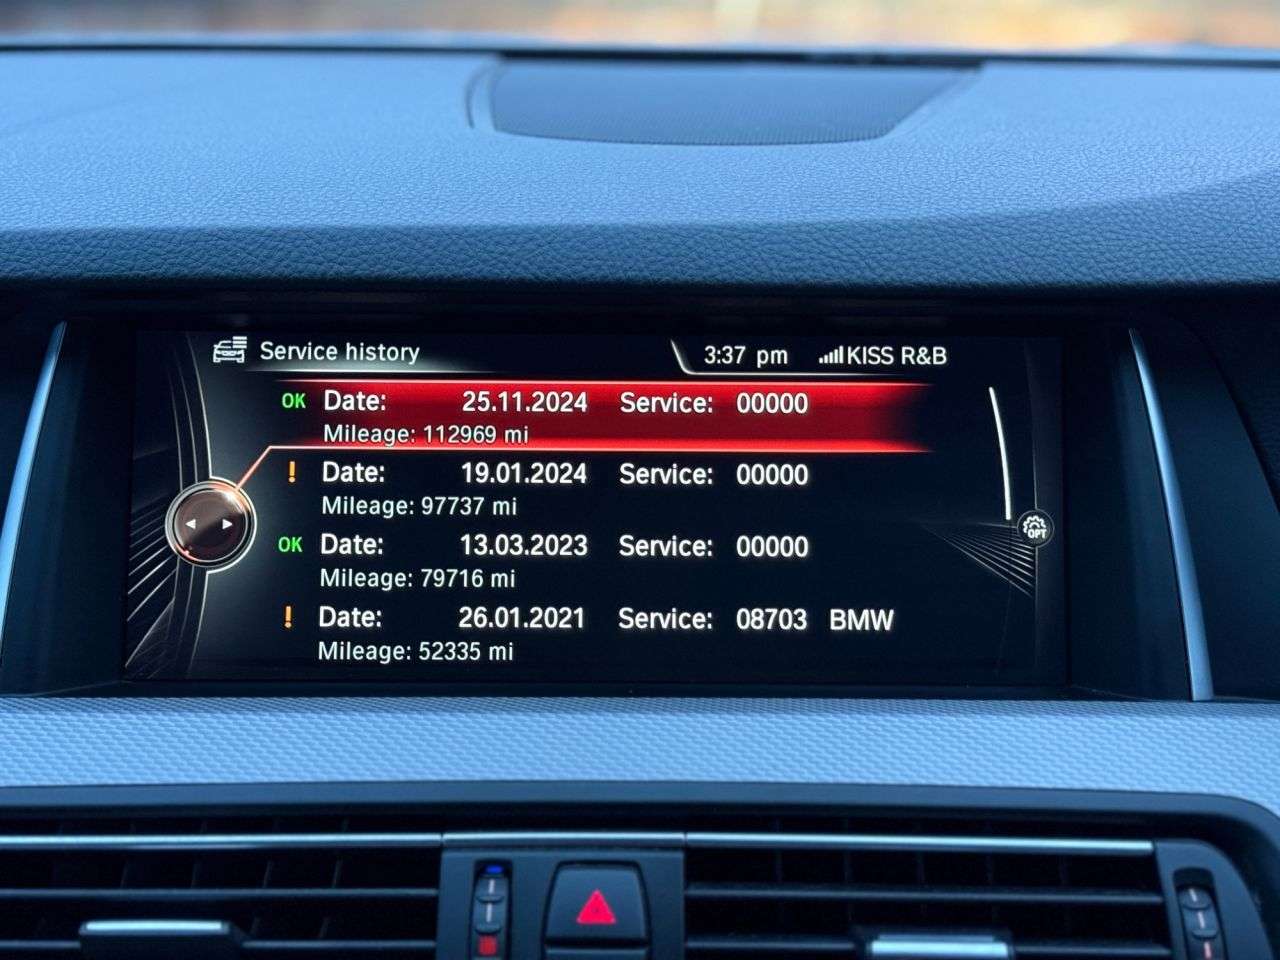 Service history 3:37 pm KISS R&B
OK Date: 25.11.2024 Service: 00000
Mileage: 112969 mi
! Date: 19.01.2024 Service: 00000
Mileage: 97737 mi
OK Date: 13.03.2023 Service: 00000
Mileage: 79716 mi
OPT
! Date: 26.01.2021 Service: 08703 BMW
Mileage: 52335 mi